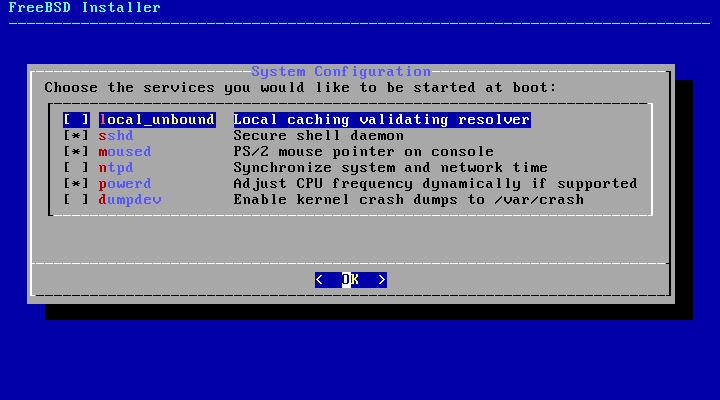 FreeBSD Installer
System Configuration
Choose the services you would like to be started at boot:
[ ] local_unbound Local caching validating resolver
[*] sshd Secure shell daemon
[*] moused PS/2 mouse pointer on console
[ ] ntpd Synchronize system and network time
[*] powerd Adjust CPU frequency dynamically if supported
[ ] dumpdev Enable kernel crash dumps to /var/crash
< OK >